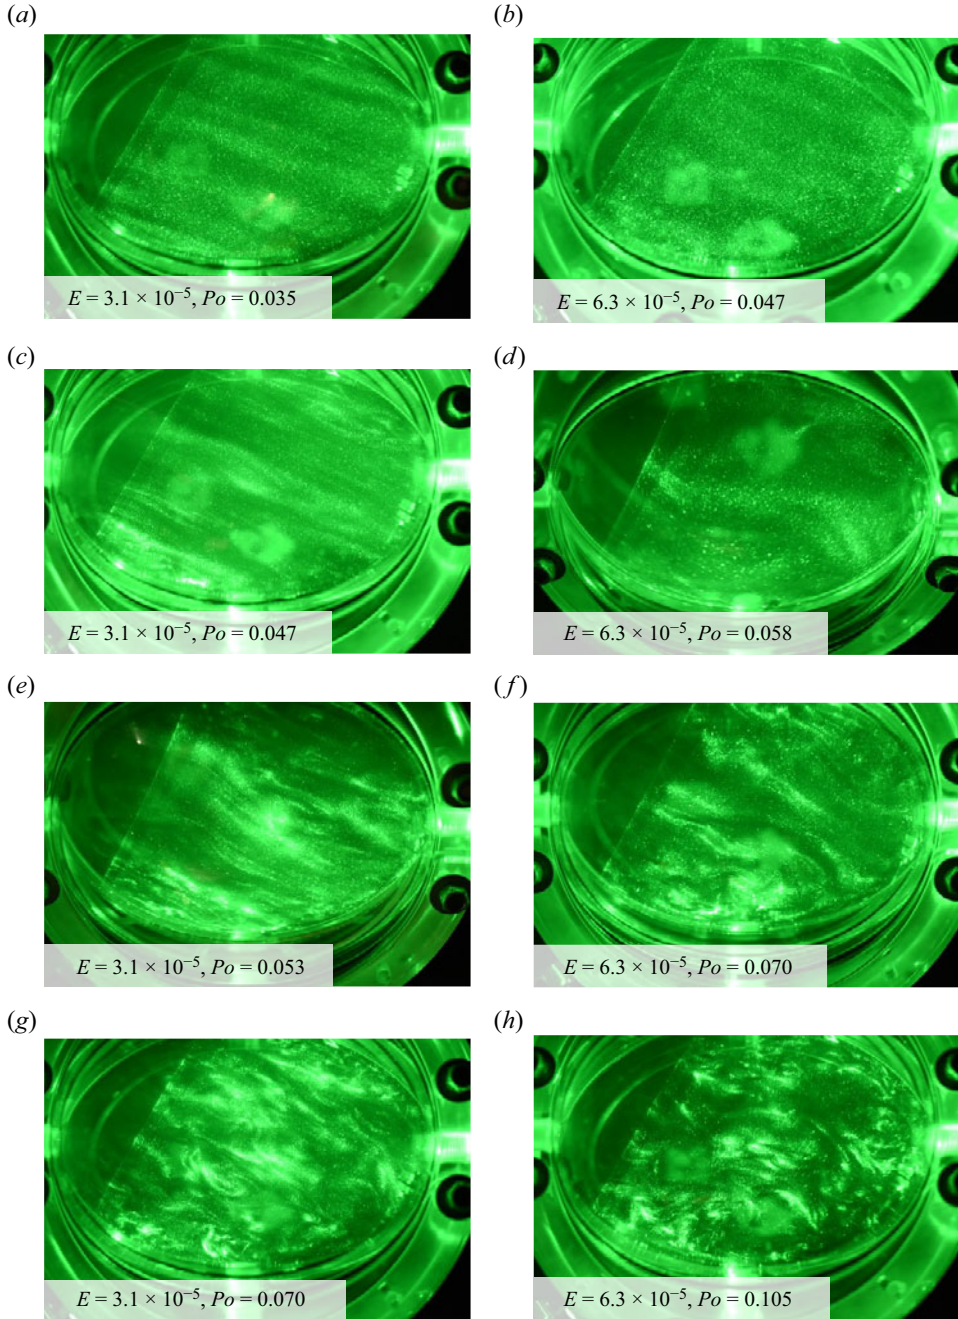 (a)
(b)
E = 3.1 × 10⁻⁵, Po = 0.035
E = 6.3 × 10⁻⁵, Po = 0.047
(c)
(d)
E = 3.1 × 10⁻⁵, Po = 0.047
E = 6.3 × 10⁻⁵, Po = 0.058
(e)
(f)
E = 3.1 × 10⁻⁵, Po = 0.053
E = 6.3 × 10⁻⁵, Po = 0.070
(g)
(h)
E = 3.1 × 10⁻⁵, Po = 0.070
E = 6.3 × 10⁻⁵, Po = 0.105